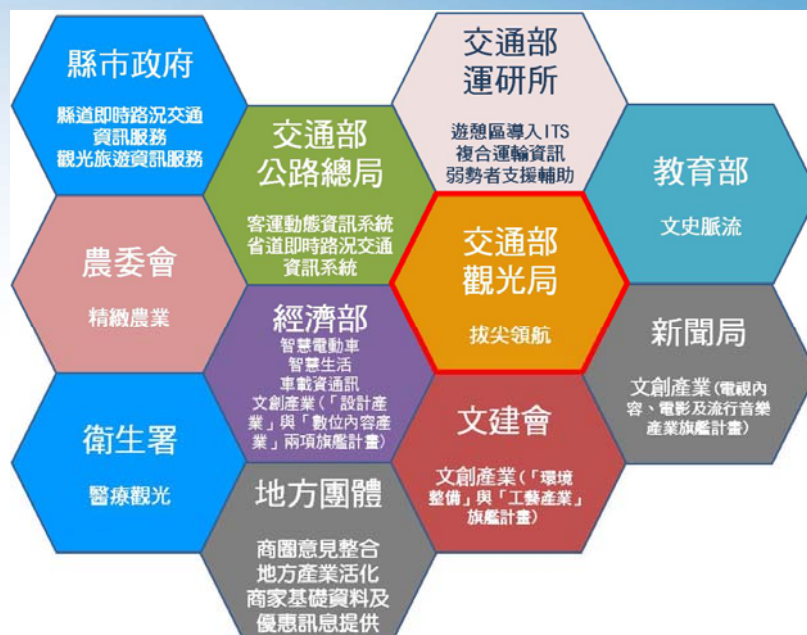 縣市政府
縣道即時路況交通
資訊服務
觀光旅遊資訊服務
交通部
公路總局
客運動態資訊系統
省道即時路況交通
資訊系統
交通部
運研所
遊憩區導入ITS
複合運輸資訊
弱勢者支援輔助
教育部
文史脈流
農委會
精緻農業
經濟部
智慧電動車
智慧生活
車載資通訊
文創產業(「設計產
業」與「數位內容產
業」兩項旗艦計畫)
交通部
觀光局
拔尖領航
新聞局
文創產業(電視內
容、電影及流行音樂
產業旗艦計畫)
衛生署
醫療觀光
地方團體
商圈意見整合
地方產業活化
商家基礎資料及
優惠訊息提供
文建會
文創產業(「環境
整備」與「工藝產業」
旗艦計畫)